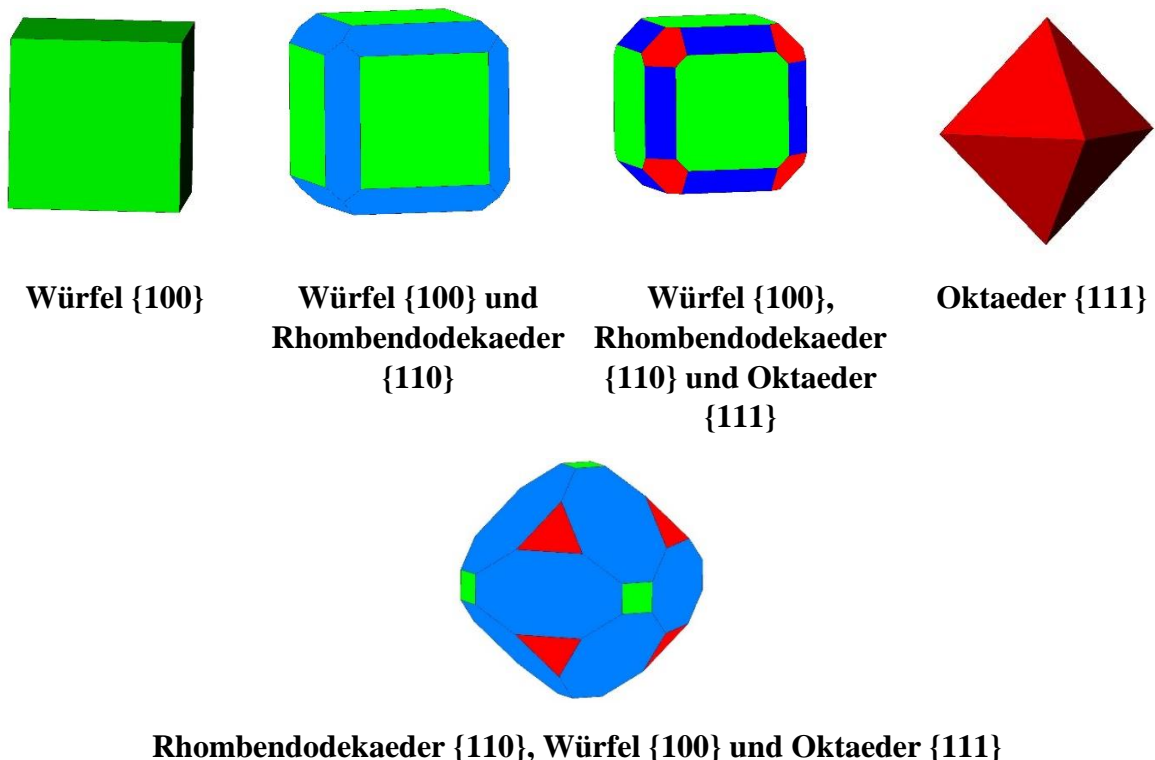 Würfel {100}
Würfel {100} und
Rhombendodekaeder
{110}
Würfel {100},
Rhombendodekaeder
{110} und Oktaeder
{111}
Oktaeder {111}
Rhombendodekaeder {110}, Würfel {100} und Oktaeder {111}